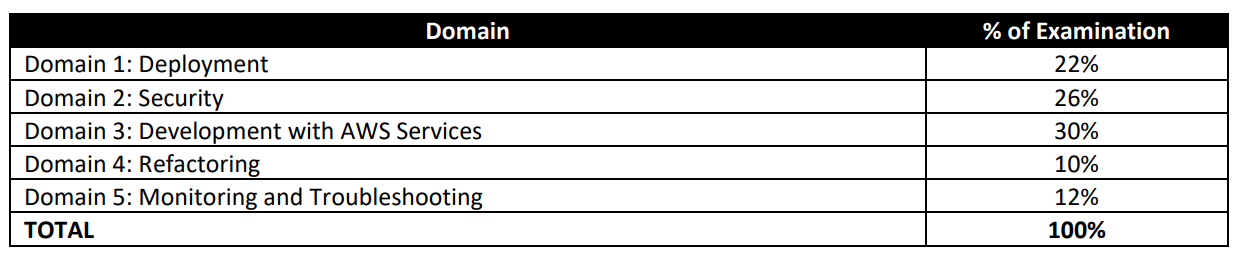 Domain % of Examination
Domain 1: Deployment 22%
Domain 2: Security 26%
Domain 3: Development with AWS Services 30%
Domain 4: Refactoring 10%
Domain 5: Monitoring and Troubleshooting 12%
TOTAL 100%